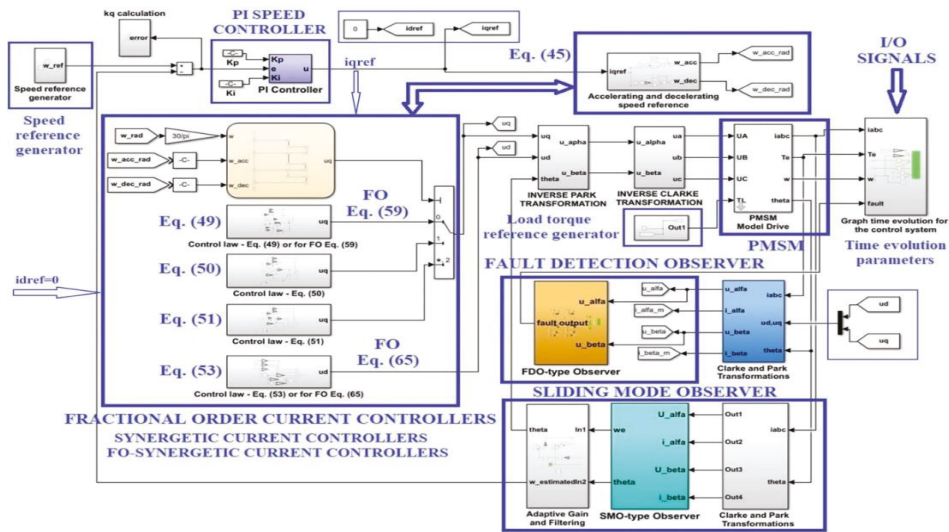 kq calculation
error
PI SPEED
CONTROLLER
0
idref
iqref
Eq. (45)
w_acc_rad
w_dec_rad
iqref
w_acc
w_dec
Accelerating and decelerating
speed reference
I/O
SIGNALS
w_ref
Speed reference
generator
Speed
reference
generator
-C-
Kp
-C-
Ki
Kp
e
Ki
u
PI Controller
iqref
w_rad
30/pi
w
w_acc_rad
-C-
w_acc
w_dec_rad
-C-
w_dec
uq
FO
Eq. (59)
Eq. (49)
uq
Control law - Eq. (49) or for FO Eq. (59)
Eq. (50)
uq
Control law - Eq. (50)
Eq. (51)
uq
Control law - Eq. (51)
FO
Eq. (65)
Eq. (53)
ud
Control law - Eq. (53) or for FO Eq. (65)
0
1
* 2
idref=0
FRACTIONAL ORDER CURRENT CONTROLLERS
SYNERGETIC CURRENT CONTROLLERS
FO-SYNERGETIC CURRENT CONTROLLERS
uq
ud
uq
ud
theta
u_apha
u_beta
INVERSE PARK
TRANSFORMATION
u_alpha
u_beta
ua
ub
uc
INVERSE CLARKE
TRANSFORMATION
UA
UB
UC
TL
iabc
Te
w
theta
PMSM
Model Drive
PMSM
Load torque
reference generator
Out1
iabc
Te
w
fault
Graph time evolution for
the control system
Time evolution
parameters
FAULT DETECTION OBSERVER
fault_output
u_alfa
u_beta
FDO-type Observer
u_alfa
i_alfa_m
u_beta
i_beta_m
u_alfa
i_alfa
u_beta
i_beta
iabc
ud,uq
theta
Clarke and Park
Transformations
ud
uq
SLIDING MODE OBSERVER
theta
In1
w_estimatedIn2
Adaptive Gain
and Filtering
we
theta
U_alfa
i_alfa
U_beta
i_beta
SMO-type Observer
Out1
Out2
Out3
Out4
iabc
theta
Clarke and Park
Transformations